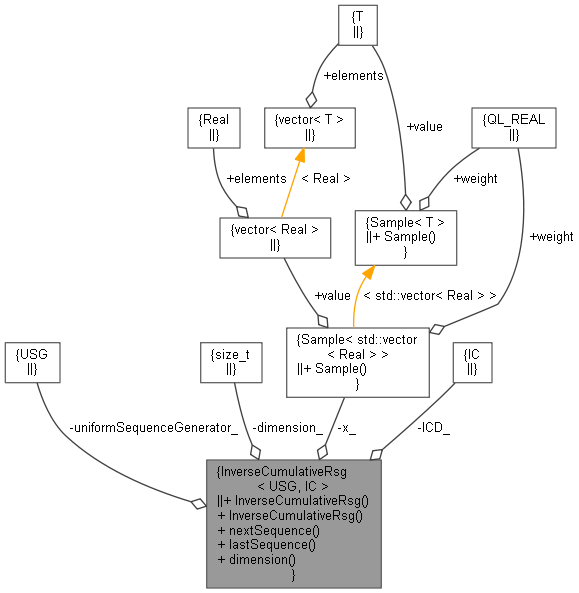 {T
||}
+elements
{Real
||}
{vector< T >
||}
+value
{QL_REAL
||}
+elements
< Real >
+weight
{vector< Real >
||}
{Sample< T >
||+ Sample()
}
+weight
+value
< std::vector< Real > >
{USG
||}
{size_t
||}
{Sample< std::vector
< Real > >
||+ Sample()
}
{IC
||}
-uniformSequenceGenerator_
-dimension_
-x_
-ICD_
{InverseCumulativeRsg
< USG, IC >
||+ InverseCumulativeRsg()
+ InverseCumulativeRsg()
+ nextSequence()
+ lastSequence()
+ dimension()
}